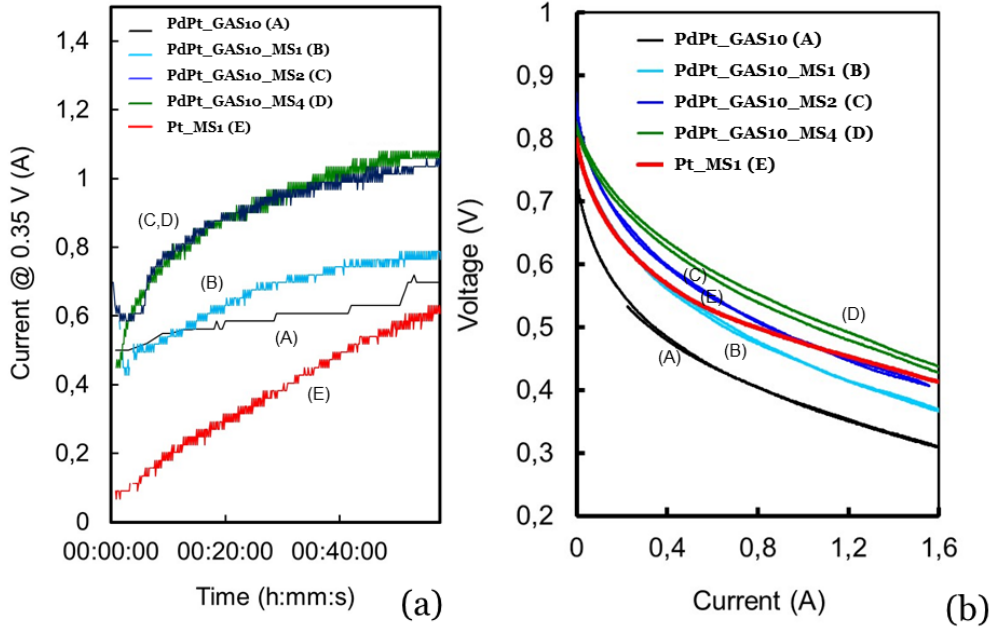 1,4
1,2
1
0,8
0,6
0,4
0,2
0
Current @ 0.35 V (A)
PdPt_GAS10 (A)
PdPt_GAS10_MS1 (B)
PdPt_GAS10_MS2 (C)
PdPt_GAS10_MS4 (D)
Pt_MS1 (E)
(C,D)
(B)
(A)
(E)
00:00:00
00:20:00
00:40:00
Time (h:mm:s)
(a)
1
0,9
0,8
0,7
0,6
0,5
0,4
0,3
0,2
Voltage (V)
PdPt_GAS10 (A)
PdPt_GAS10_MS1 (B)
PdPt_GAS10_MS2 (C)
PdPt_GAS10_MS4 (D)
Pt_MS1 (E)
(C)
(E)
(D)
(B)
(A)
0
0,4
0,8
1,2
1,6
Current (A)
(b)